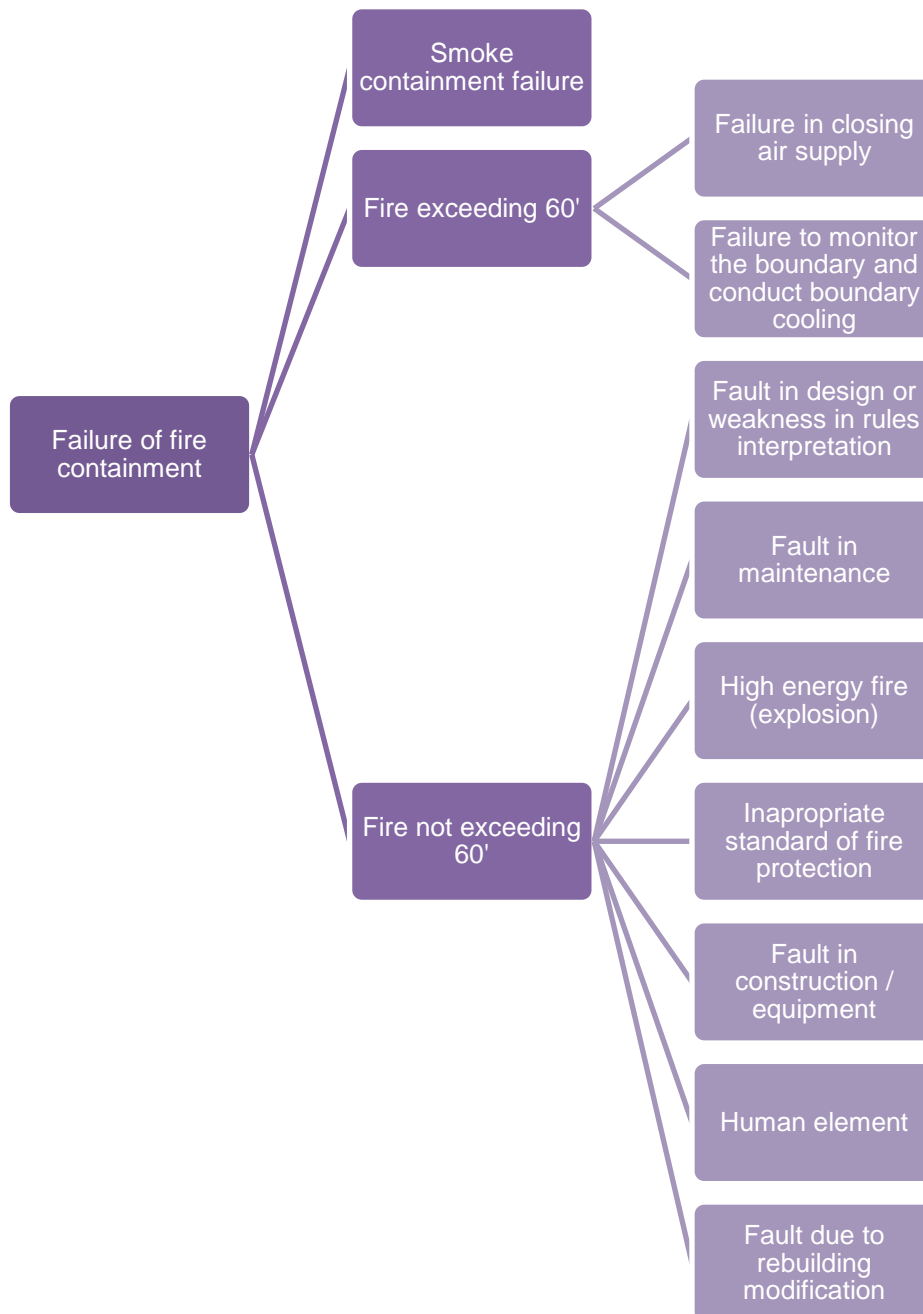 Smoke
containment failure
Failure in closing
air supply
Fire exceeding 60'
Failure to monitor
the boundary and
conduct boundary
cooling
Fault in design or
weakness in rules
interpretation
Failure of fire
containment
Fault in
maintenance
High energy fire
(explosion)
Fire not exceeding
60'
Inapropriate
standard of fire
protection
Fault in
construction /
equipment
Human element
Fault due to
rebuilding
modification